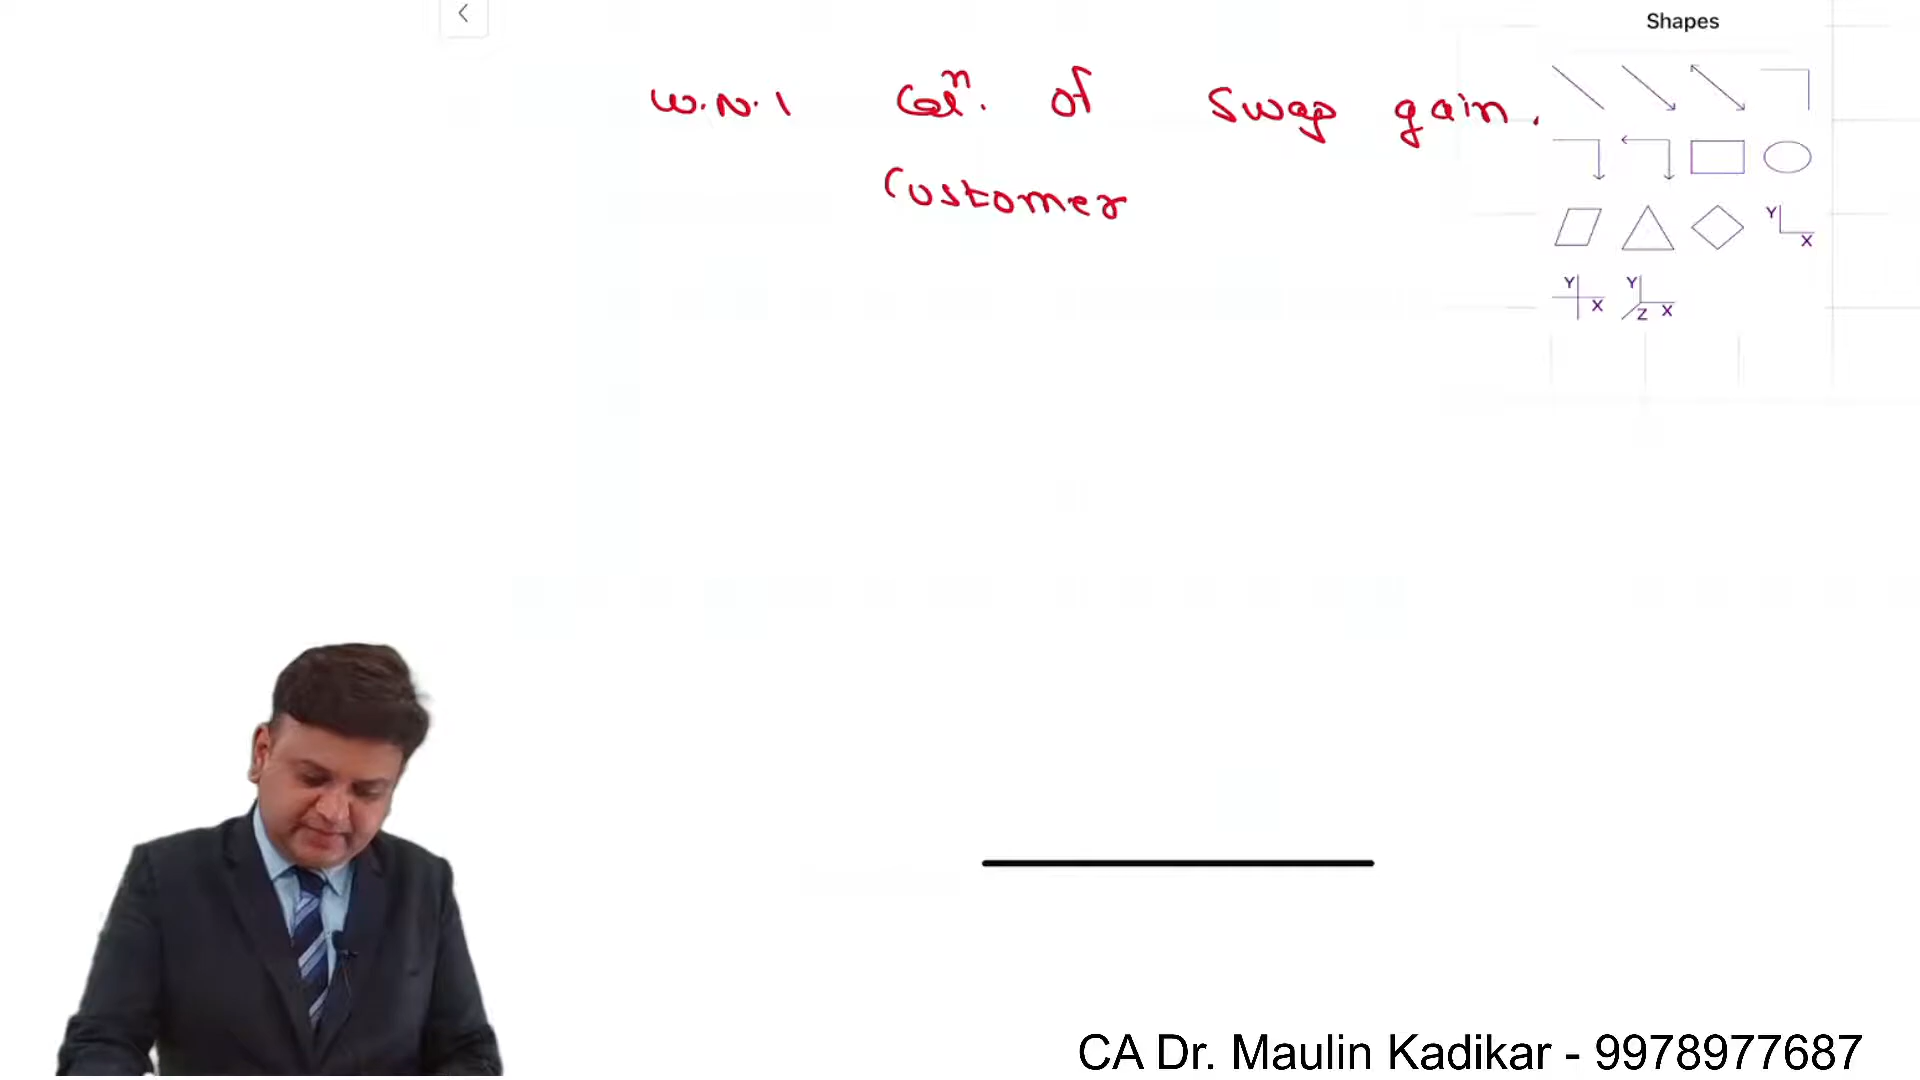 Shapes
W.N.1 Calⁿ. of Swap gain.
Customer
Y
X
Y
X
Y
Z X
CA Dr. Maulin Kadikar - 9978977687